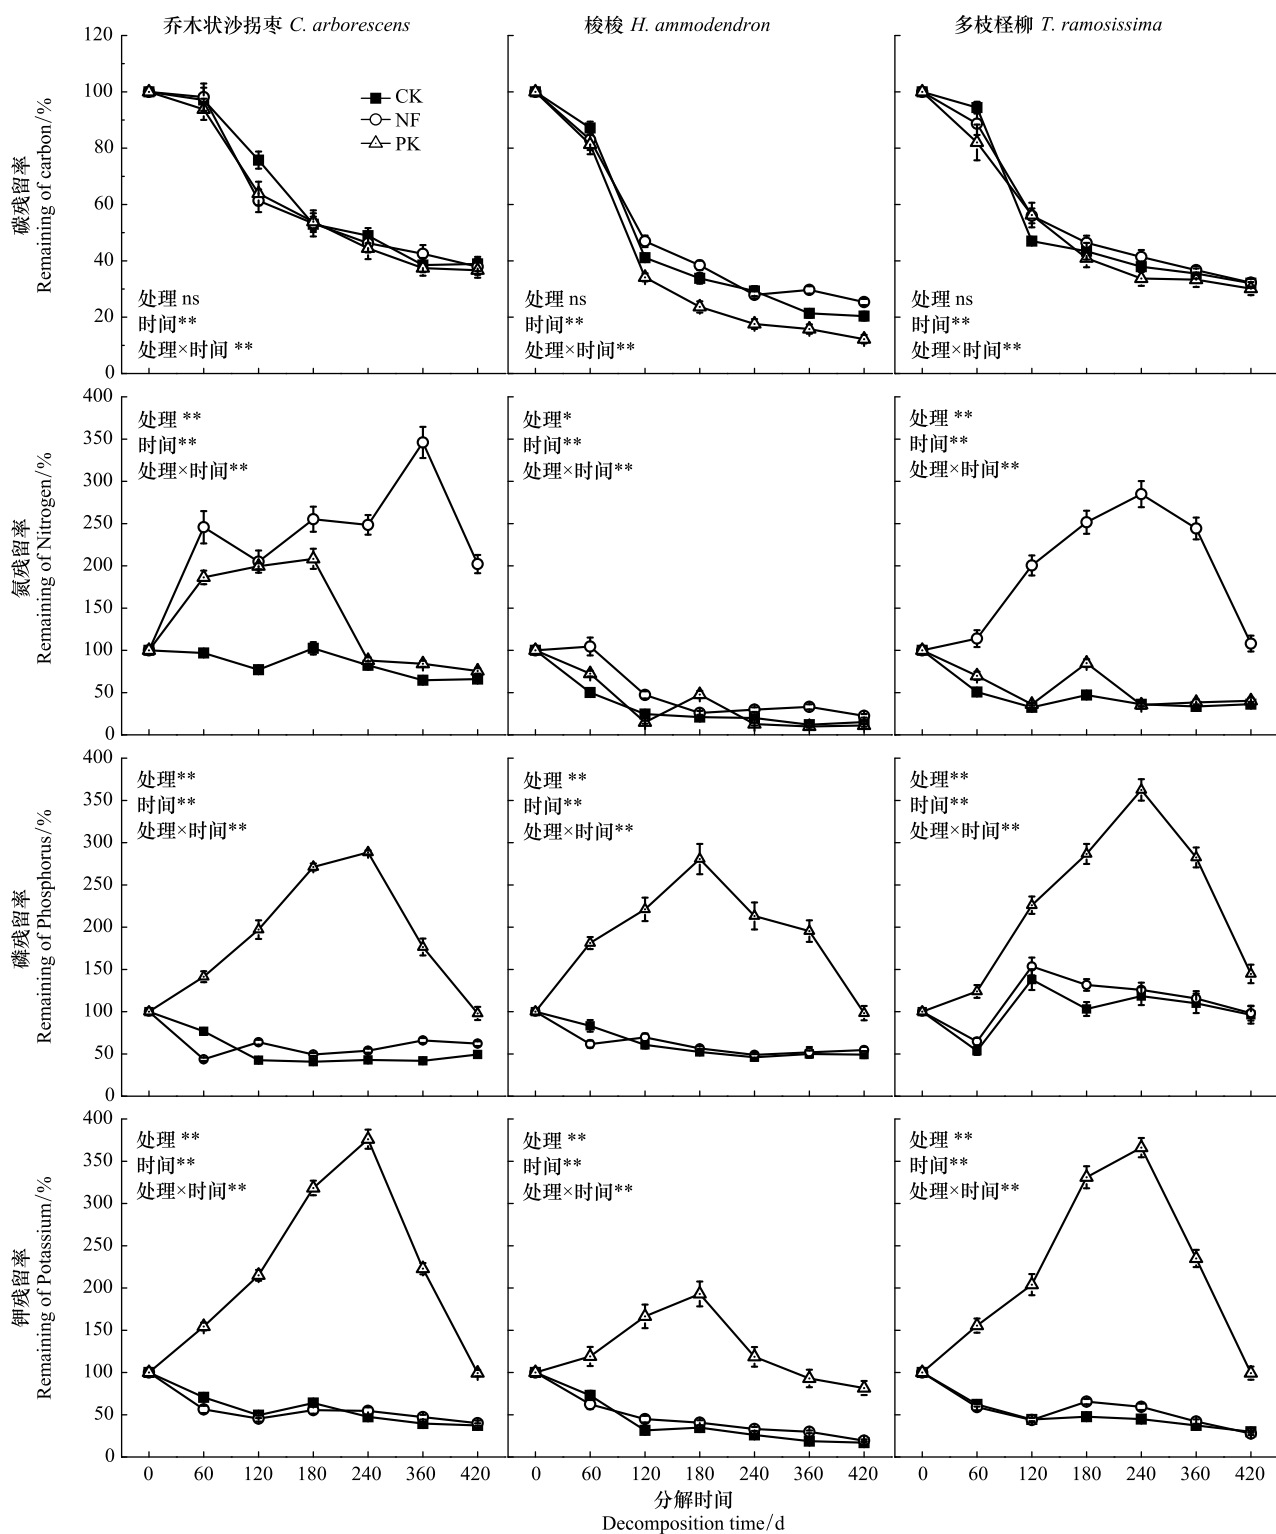 乔木状沙拐枣 C. arborescens
梭梭 H. ammodendron
多枝柽柳 T. ramosissima
碳残留率
Remaining of carbon/%
120
100
80
60
40
20
0
CK
NF
PK
处理 ns
时间**
处理×时间 **
处理 ns
时间**
处理×时间**
处理 ns
时间**
处理×时间**
氮残留率
Remaining of Nitrogen/%
400
350
300
250
200
150
100
50
0
处理 **
时间**
处理×时间**
处理*
时间**
处理×时间**
处理 **
时间**
处理×时间**
磷残留率
Remaining of Phosphorus/%
400
350
300
250
200
150
100
50
0
处理**
时间**
处理×时间**
处理 **
时间**
处理×时间**
处理**
时间**
处理×时间**
钾残留率
Remaining of Potassium/%
400
350
300
250
200
150
100
50
0
处理 **
时间**
处理×时间**
处理 **
时间**
处理×时间**
处理 **
时间**
处理×时间**
0 60 120 180 240 360 420
0 60 120 180 240 360 420
0 60 120 180 240 360 420
分解时间
Decomposition time/d